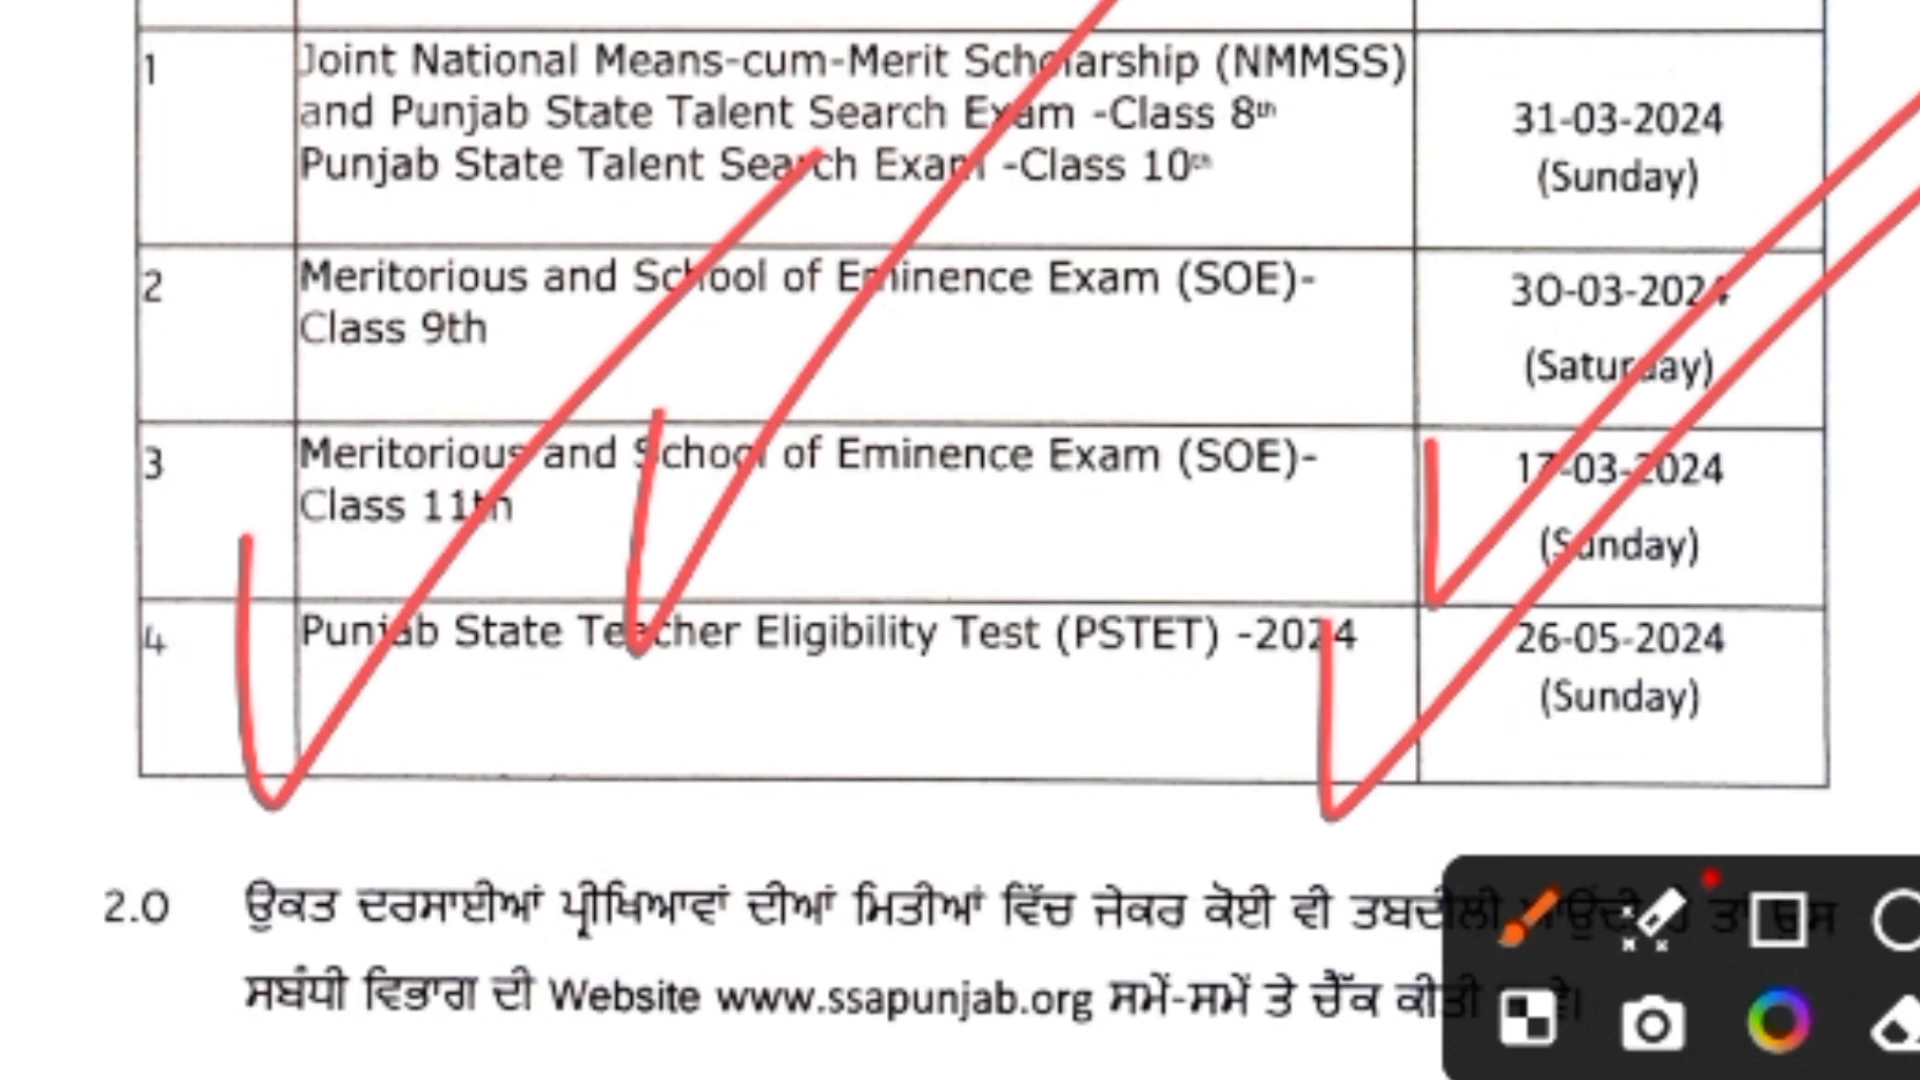 1
Joint National Means-cum-Merit Scholarship (NMMSS)
and Punjab State Talent Search Exam -Class 8th
Punjab State Talent Search Exam -Class 10th
31-03-2024
(Sunday)
2
Meritorious and School of Eminence Exam (SOE)-
Class 9th
30-03-2024
(Saturday)
3
Meritorious and School of Eminence Exam (SOE)-
Class 11th
17-03-2024
(Sunday)
4
Punjab State Teacher Eligibility Test (PSTET) -2024
26-05-2024
(Sunday)
2.0 ਉਕਤ ਦਰਸਾਈਆਂ ਪ੍ਰੀਖਿਆਵਾਂ ਦੀਆਂ ਮਿਤੀਆਂ ਵਿੱਚ ਜੇਕਰ ਕੋਈ ਵੀ ਤਬਦੀਲੀ
ਸਬੰਧੀ ਵਿਭਾਗ ਦੀ Website www.ssapunjab.org ਸਮੇਂ-ਸਮੇਂ ਤੇ ਚੈੱਕ ਕੀਤੀ